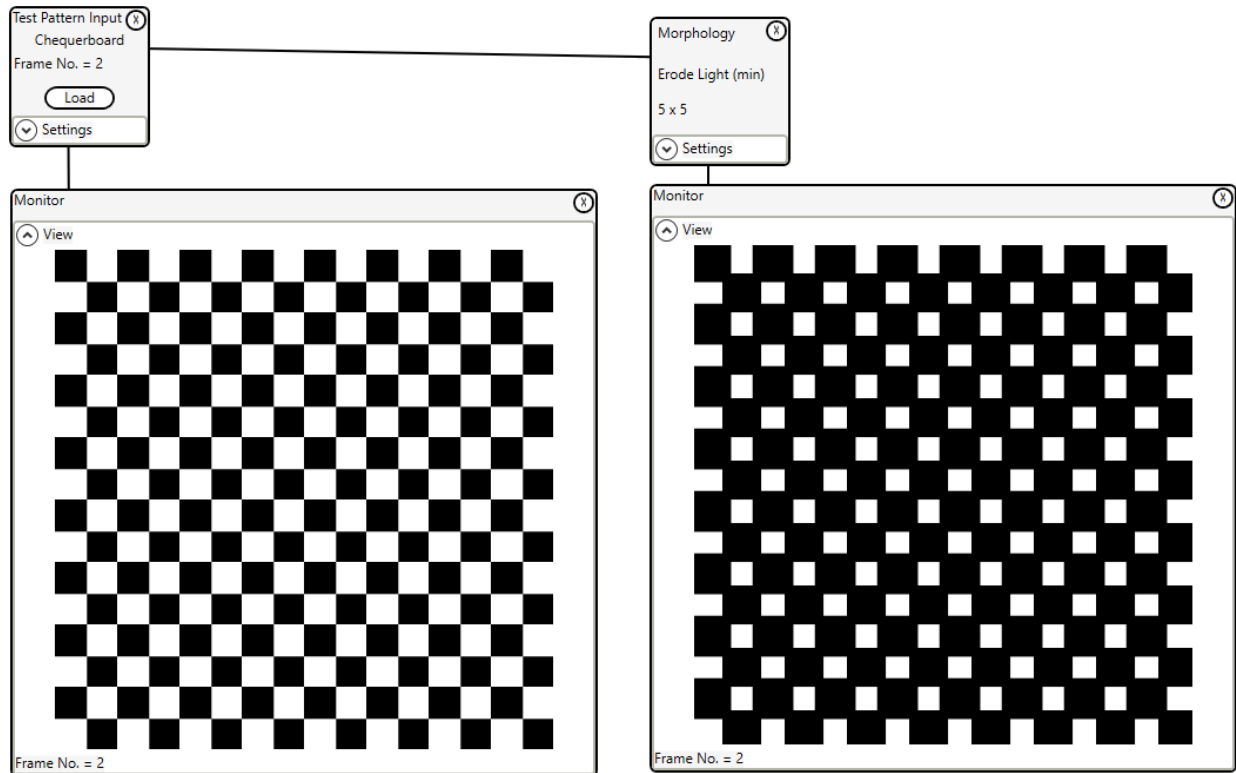 Test Pattern Input X
Chequerboard
Frame No. = 2
Load
Settings
Monitor X
View
Frame No. = 2
Morphology X
Erode Light (min)
5 x 5
Settings
Monitor X
View
Frame No. = 2